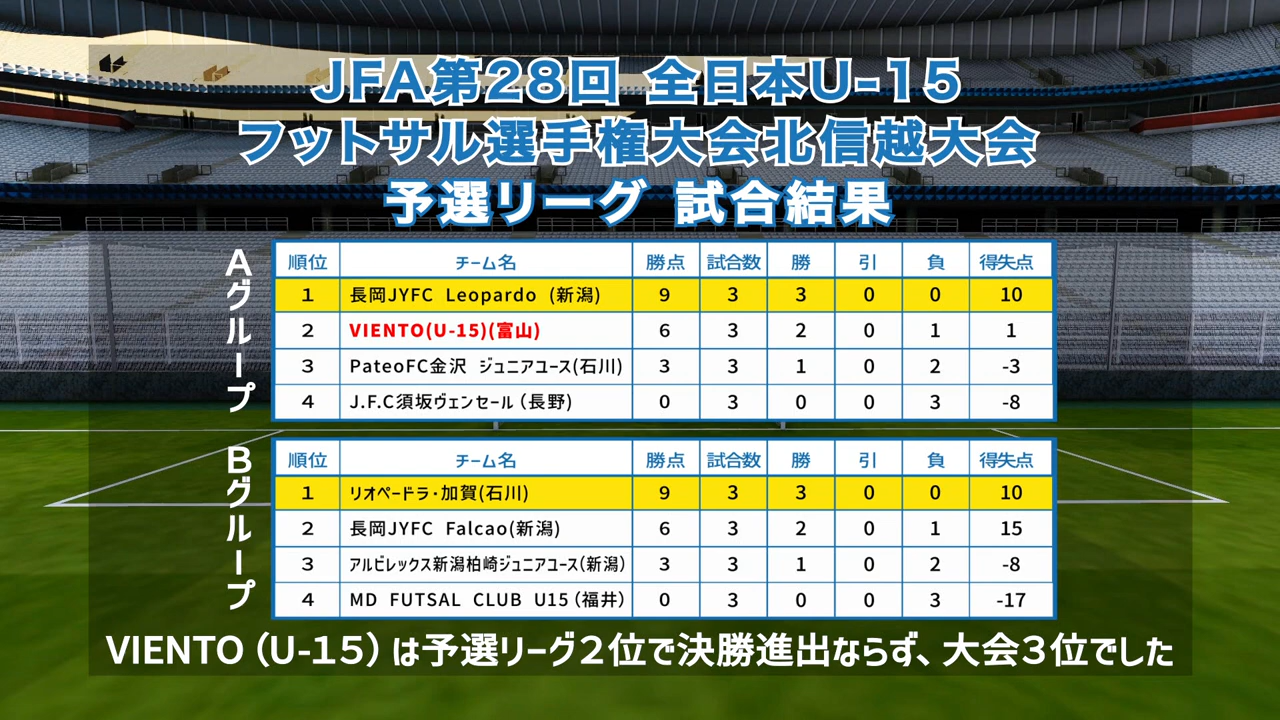 JFA第28回 全日本U-15
フットサル選手権大会北信越大会
予選リーグ 試合結果
Aグループ
順位 チーム名 勝点 試合数 勝 引 負 得失点
1 長岡JYFC Leopardo (新潟) 9 3 3 0 0 10
2 VIENTO(U-15)(富山) 6 3 2 0 1 1
3 PateoFC金沢 ジュニアユース(石川) 3 3 1 0 2 -3
4 J.F.C須坂ヴェンセール(長野) 0 3 0 0 3 -8
Bグループ
順位 チーム名 勝点 試合数 勝 引 負 得失点
1 リオペードラ・加賀(石川) 9 3 3 0 0 10
2 長岡JYFC Falcao(新潟) 6 3 2 0 1 15
3 アルビレックス新潟柏崎ジュニアユース(新潟) 3 3 1 0 2 -8
4 MD FUTSAL CLUB U15(福井) 0 3 0 0 3 -17
VIENTO(U-15)は予選リーグ2位で決勝進出ならず、大会3位でした